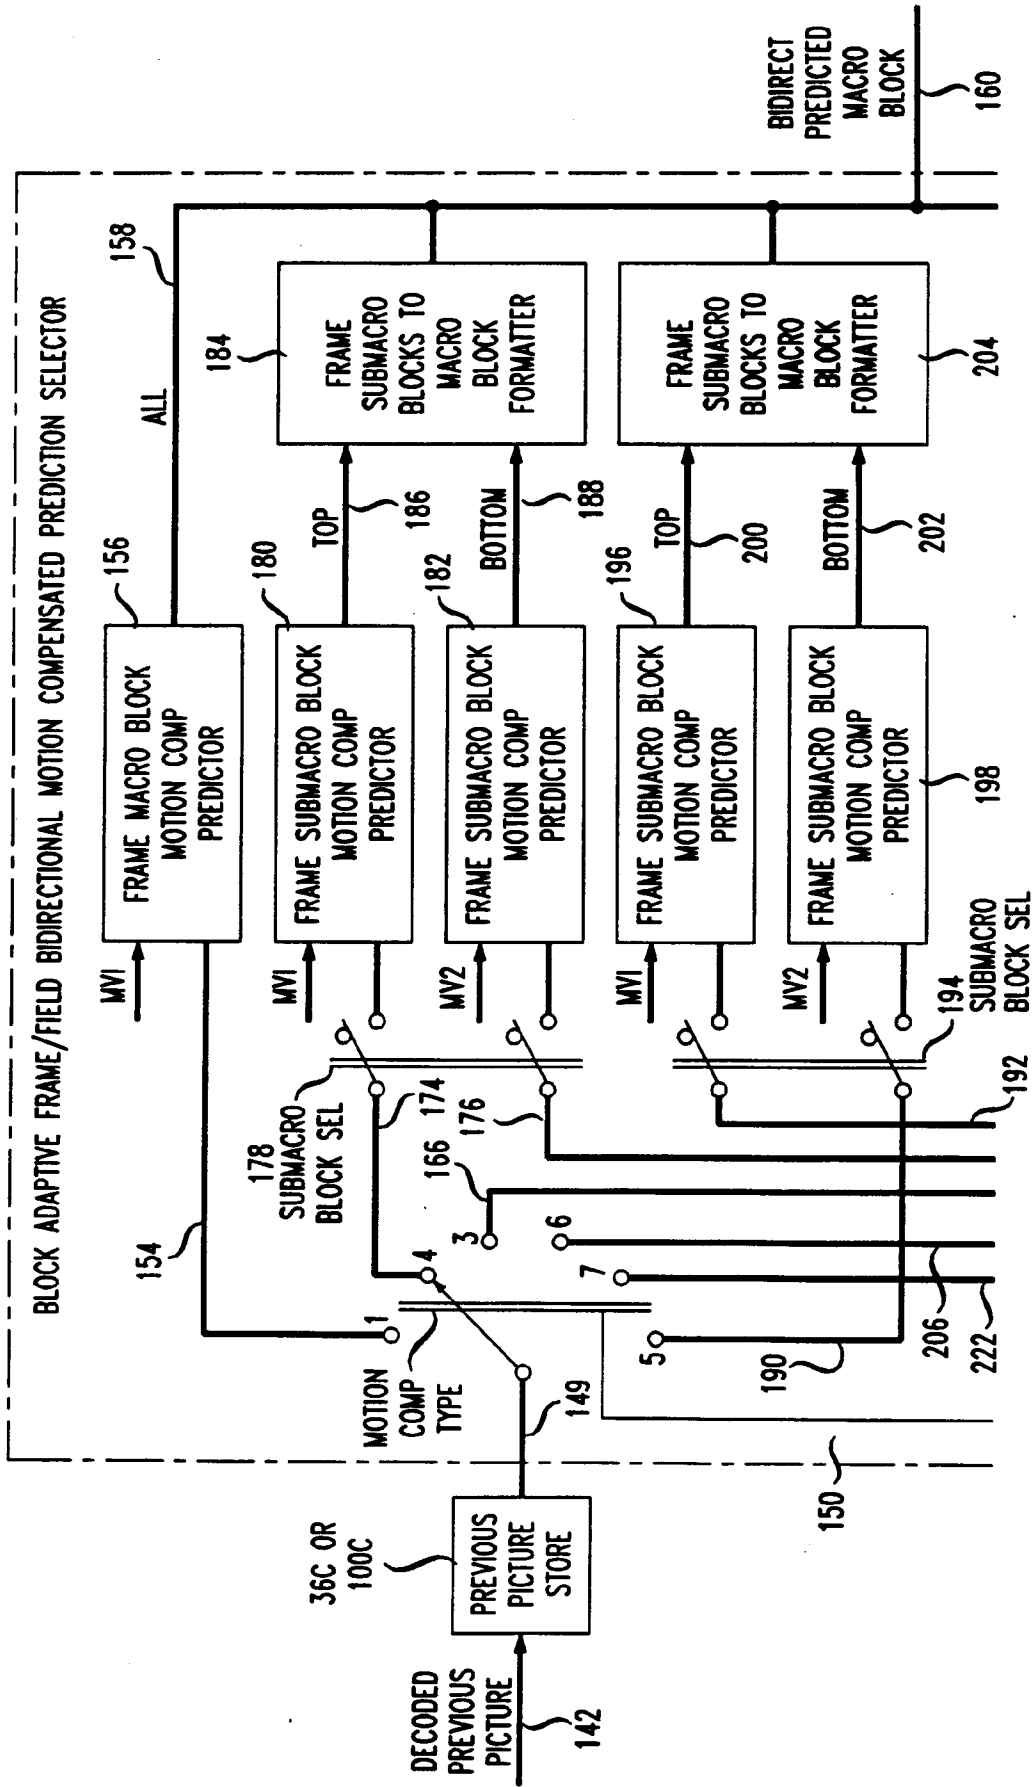 BLOCK ADAPTIVE FRAME/FIELD BIDIRECTIONAL MOTION COMPENSATED PREDICTION SELECTOR
DECODED
PREVIOUS
PICTURE
142
36C OR
100C
PREVIOUS
PICTURE
STORE
149
150
MOTION
COMP
TYPE
1
4
3
6
7
5
154
166
174
176
178
SUBMACRO
BLOCK SEL
190
206
222
192
194
SUBMACRO
BLOCK SEL
MV1
FRAME MACRO BLOCK
MOTION COMP
PREDICTOR
156
MV1
FRAME SUBMACRO BLOCK
MOTION COMP
PREDICTOR
180
MV2
FRAME SUBMACRO BLOCK
MOTION COMP
PREDICTOR
182
MV1
FRAME SUBMACRO BLOCK
MOTION COMP
PREDICTOR
196
MV2
FRAME SUBMACRO BLOCK
MOTION COMP
PREDICTOR
198
ALL
158
TOP
186
BOTTOM
188
TOP
200
BOTTOM
202
184
FRAME
SUBMACRO
BLOCKS TO
MACRO
BLOCK
FORMATTER
FRAME
SUBMACRO
BLOCKS TO
MACRO
BLOCK
FORMATTER
204
BIDIRECT
PREDICTED
MACRO
BLOCK
160